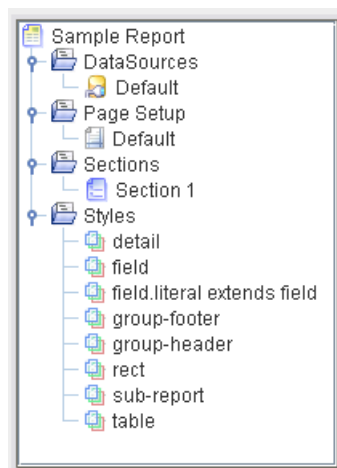 Sample Report
DataSources
Default
Page Setup
Default
Sections
Section 1
Styles
detail
field
field.literal extends field
group-footer
group-header
rect
sub-report
table